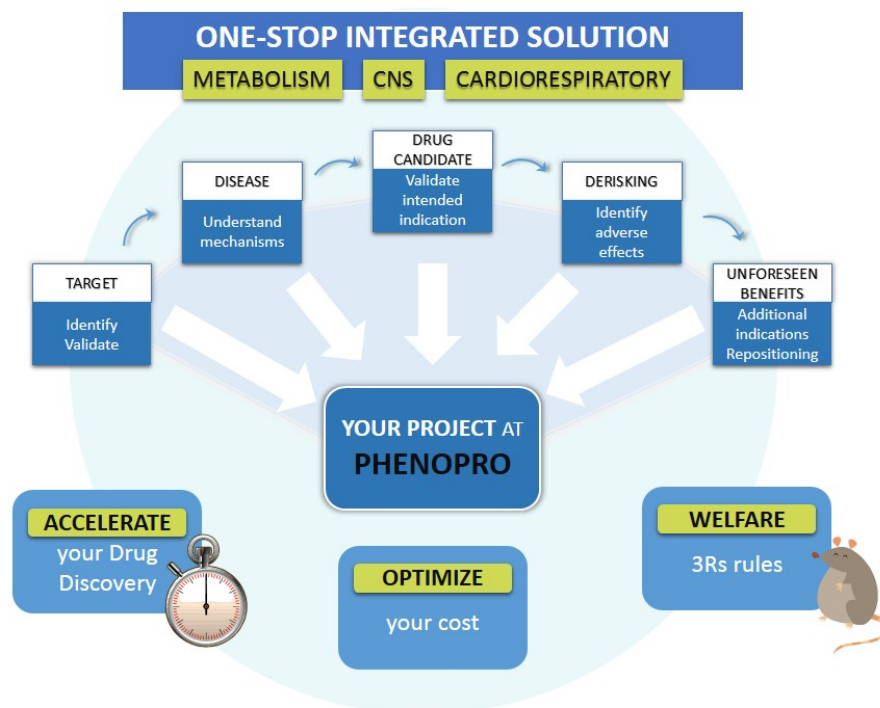 ONE-STOP INTEGRATED SOLUTION
METABOLISM
CNS
CARDIORESPIRATORY
TARGET
Identify
Validate
DISEASE
Understand
mechanisms
DRUG
CANDIDATE
Validate
intended
indication
DERISKING
Identify
adverse
effects
UNFORESEEN
BENEFITS
Additional
indications
Repositioning
YOUR PROJECT AT
PHENOPRO
ACCELERATE
your Drug
Discovery
OPTIMIZE
your cost
WELFARE
3Rs rules